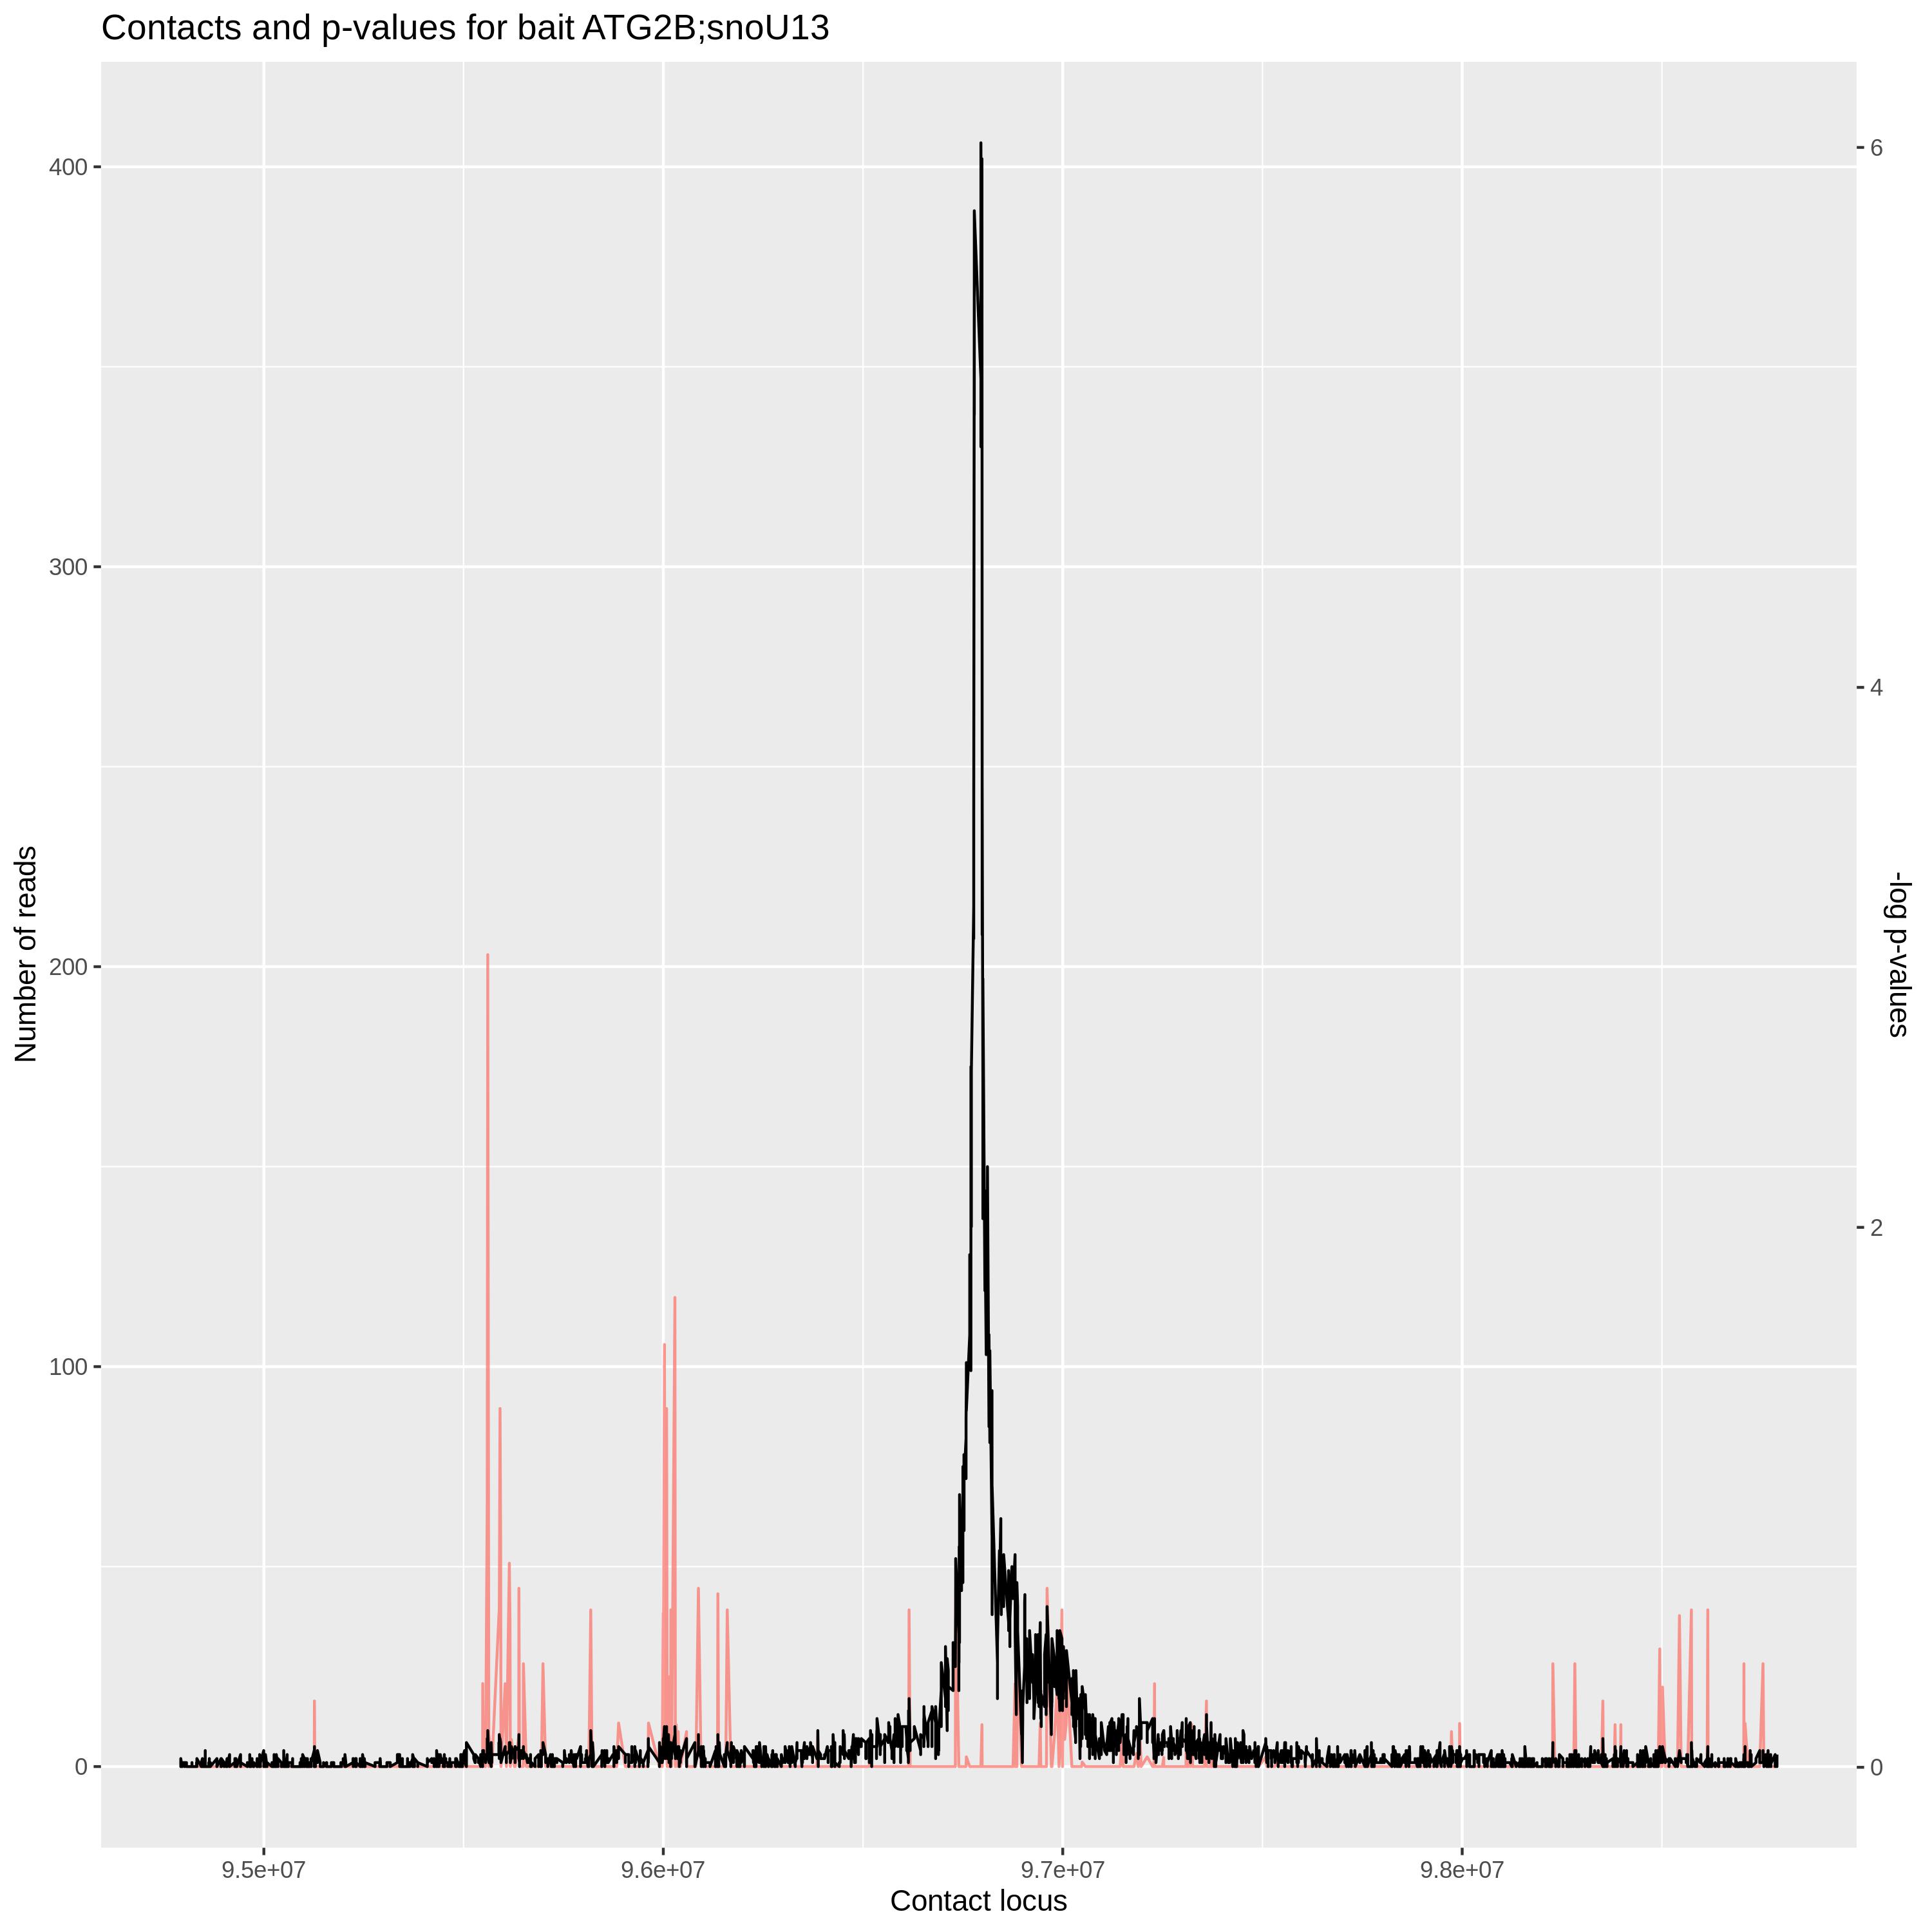 Contacts and p-values for bait ATG2B;snoU13
400
300
200
100
0
Number of reads
6
4
2
0
-log p-values
9.5e+07
9.6e+07
9.7e+07
9.8e+07
Contact locus